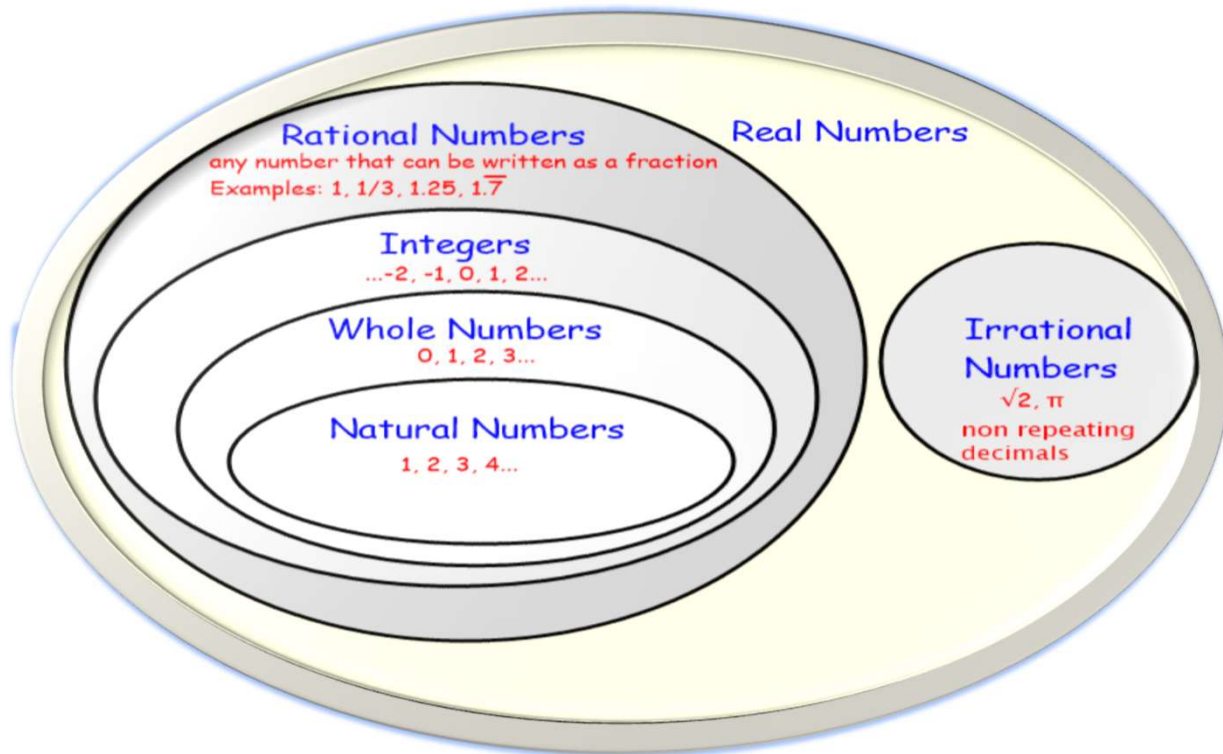 Real Numbers
Rational Numbers
any number that can be written as a fraction
Examples: 1, 1/3, 1.25, 1.7̅
Integers
...-2, -1, 0, 1, 2...
Whole Numbers
0, 1, 2, 3...
Natural Numbers
1, 2, 3, 4...
Irrational
Numbers
√2, π
non repeating
decimals